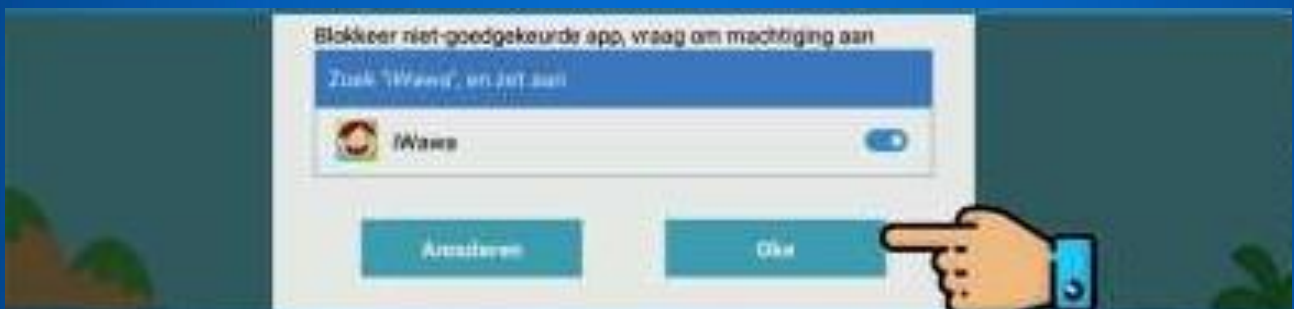 Blokkeer niet-goedgekeurde app, vraag om machtiging aan
Zoek "iWawa", en zet aan
iWawa
Annuleren
Oke